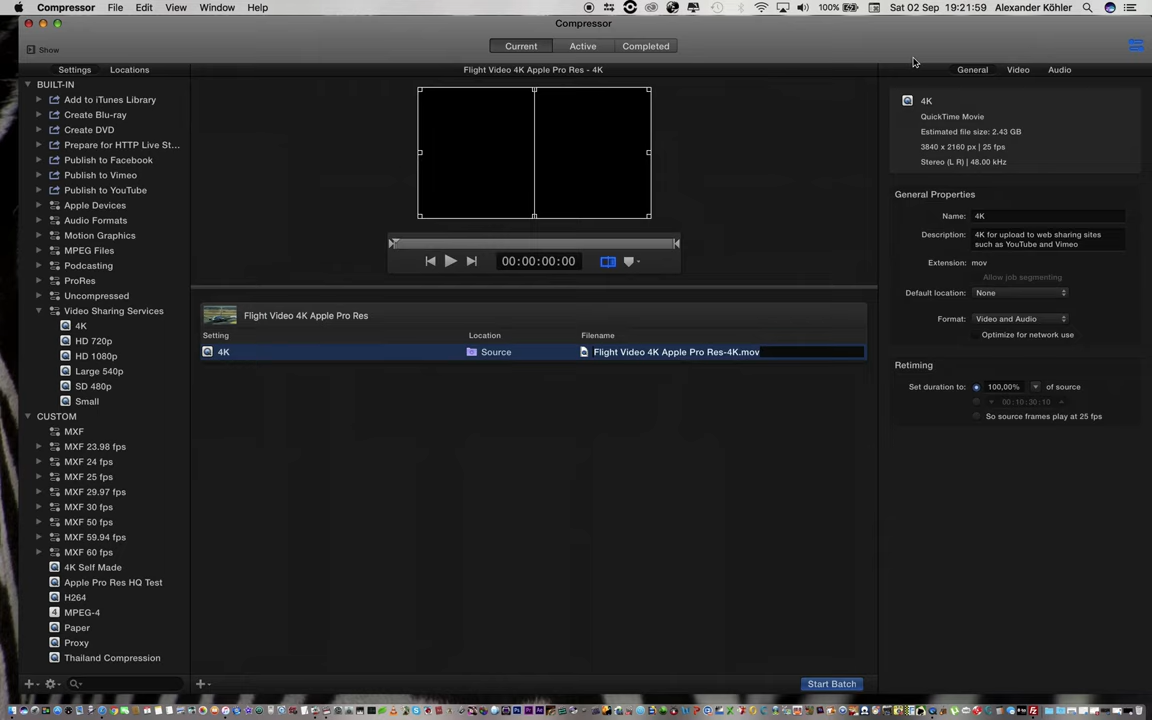 Compressor File Edit View Window Help 100% Sat 02 Sep 19:21:59 Alexander Köhler
Compressor
Show
Current Active Completed
Settings Locations
Flight Video 4K Apple Pro Res - 4K
General Video Audio
BUILT-IN
Add to iTunes Library
Create Blu-ray
Create DVD
Prepare for HTTP Live St...
Publish to Facebook
Publish to Vimeo
Publish to YouTube
Apple Devices
Audio Formats
Motion Graphics
MPEG Files
Podcasting
ProRes
Uncompressed
Video Sharing Services
4K
HD 720p
HD 1080p
Large 540p
SD 480p
Small
CUSTOM
MXF
MXF 23.98 fps
MXF 24 fps
MXF 25 fps
MXF 29.97 fps
MXF 30 fps
MXF 50 fps
MXF 59.94 fps
MXF 60 fps
4K Self Made
Apple Pro Res HQ Test
H264
4 MPEG-4
Paper
Proxy
Thailand Compression
00:00:00:00
Flight Video 4K Apple Pro Res
Setting Location Filename
4K Source Flight Video 4K Apple Pro Res-4K.mov
Start Batch
4K
QuickTime Movie
Estimated file size: 2.43 GB
3840 x 2160 px | 25 fps
Stereo (L R) | 48.00 kHz
General Properties
Name: 4K
Description: 4K for upload to web sharing sites
such as YouTube and Vimeo
Extension: mov
Allow job segmenting
Default location: None
Format: Video and Audio
Optimize for network use
Retiming
Set duration to: 100,00% of source
00:10:30:10
So source frames play at 25 fps